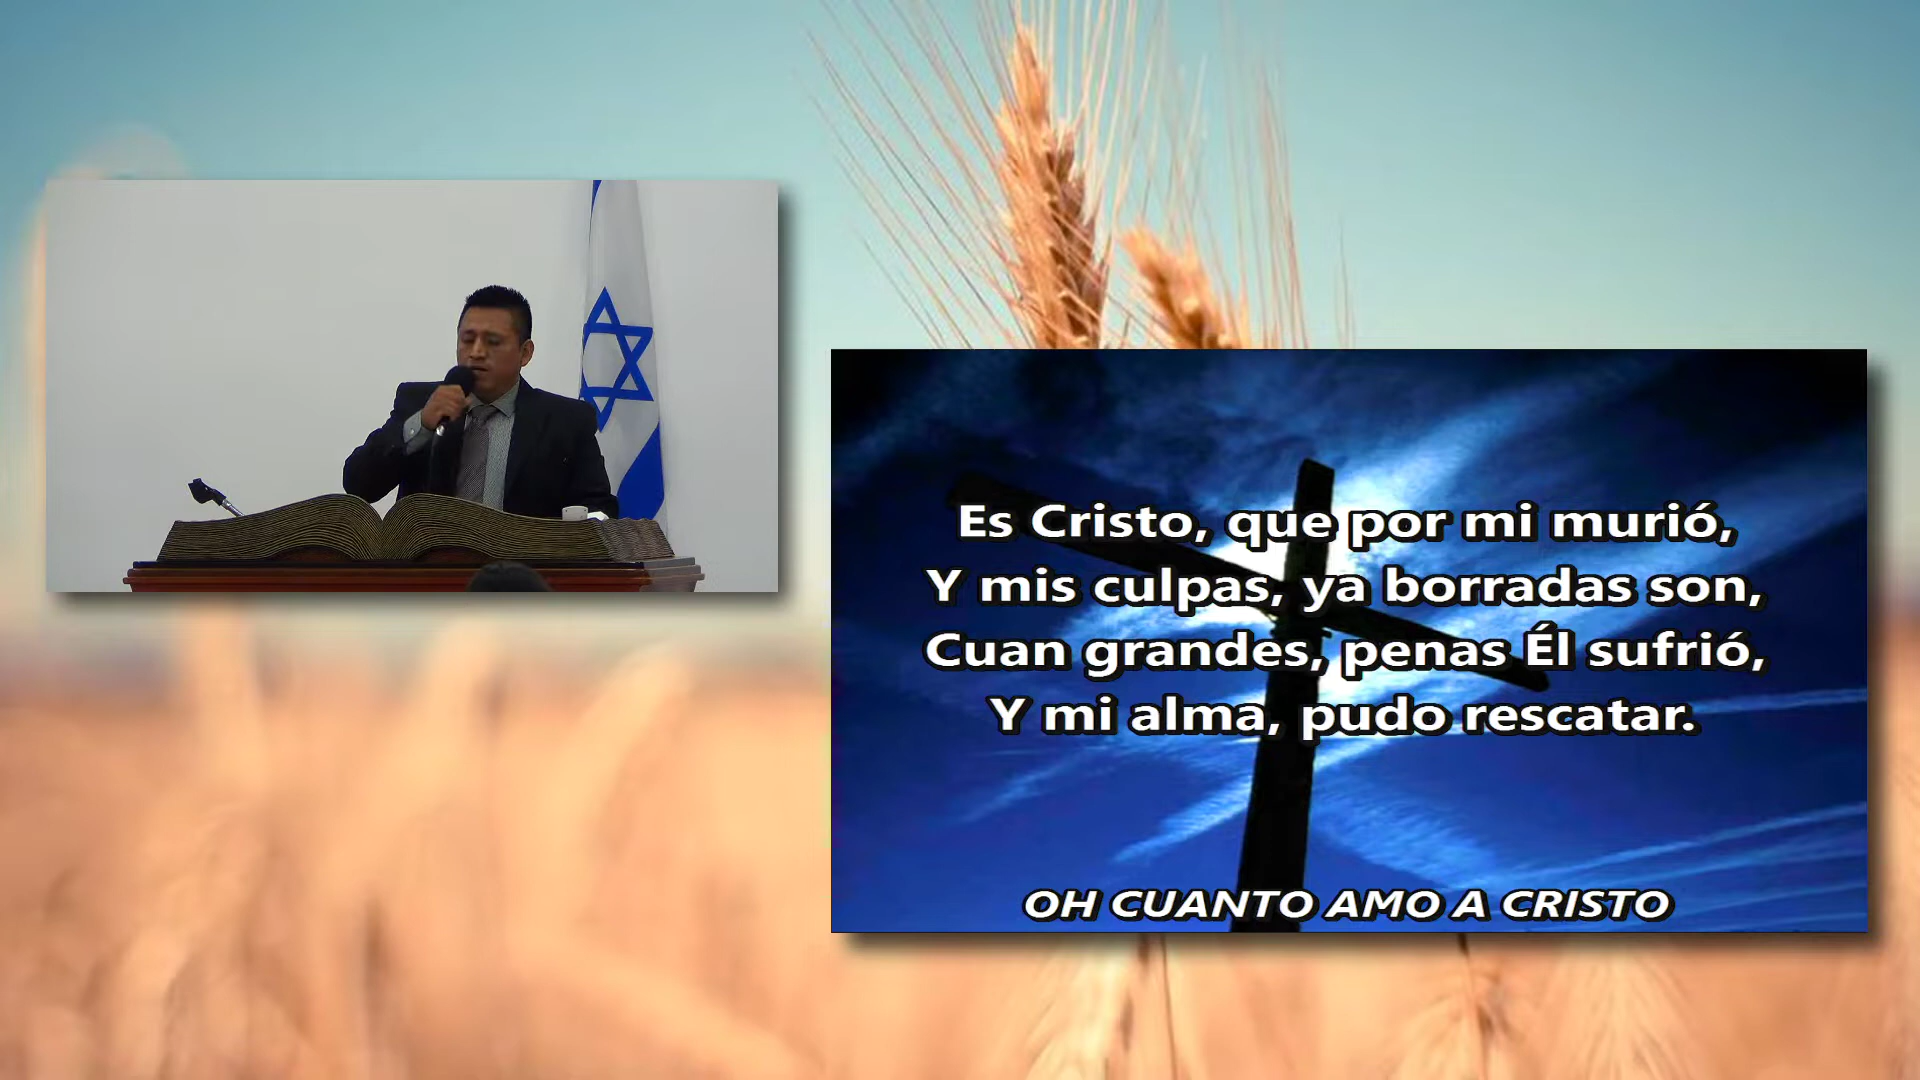 Es Cristo, que por mi murió,
Y mis culpas, ya borradas son,
Cuan grandes, penas Él sufrió,
Y mi alma, pudo rescatar.
OH CUANTO AMO A CRISTO